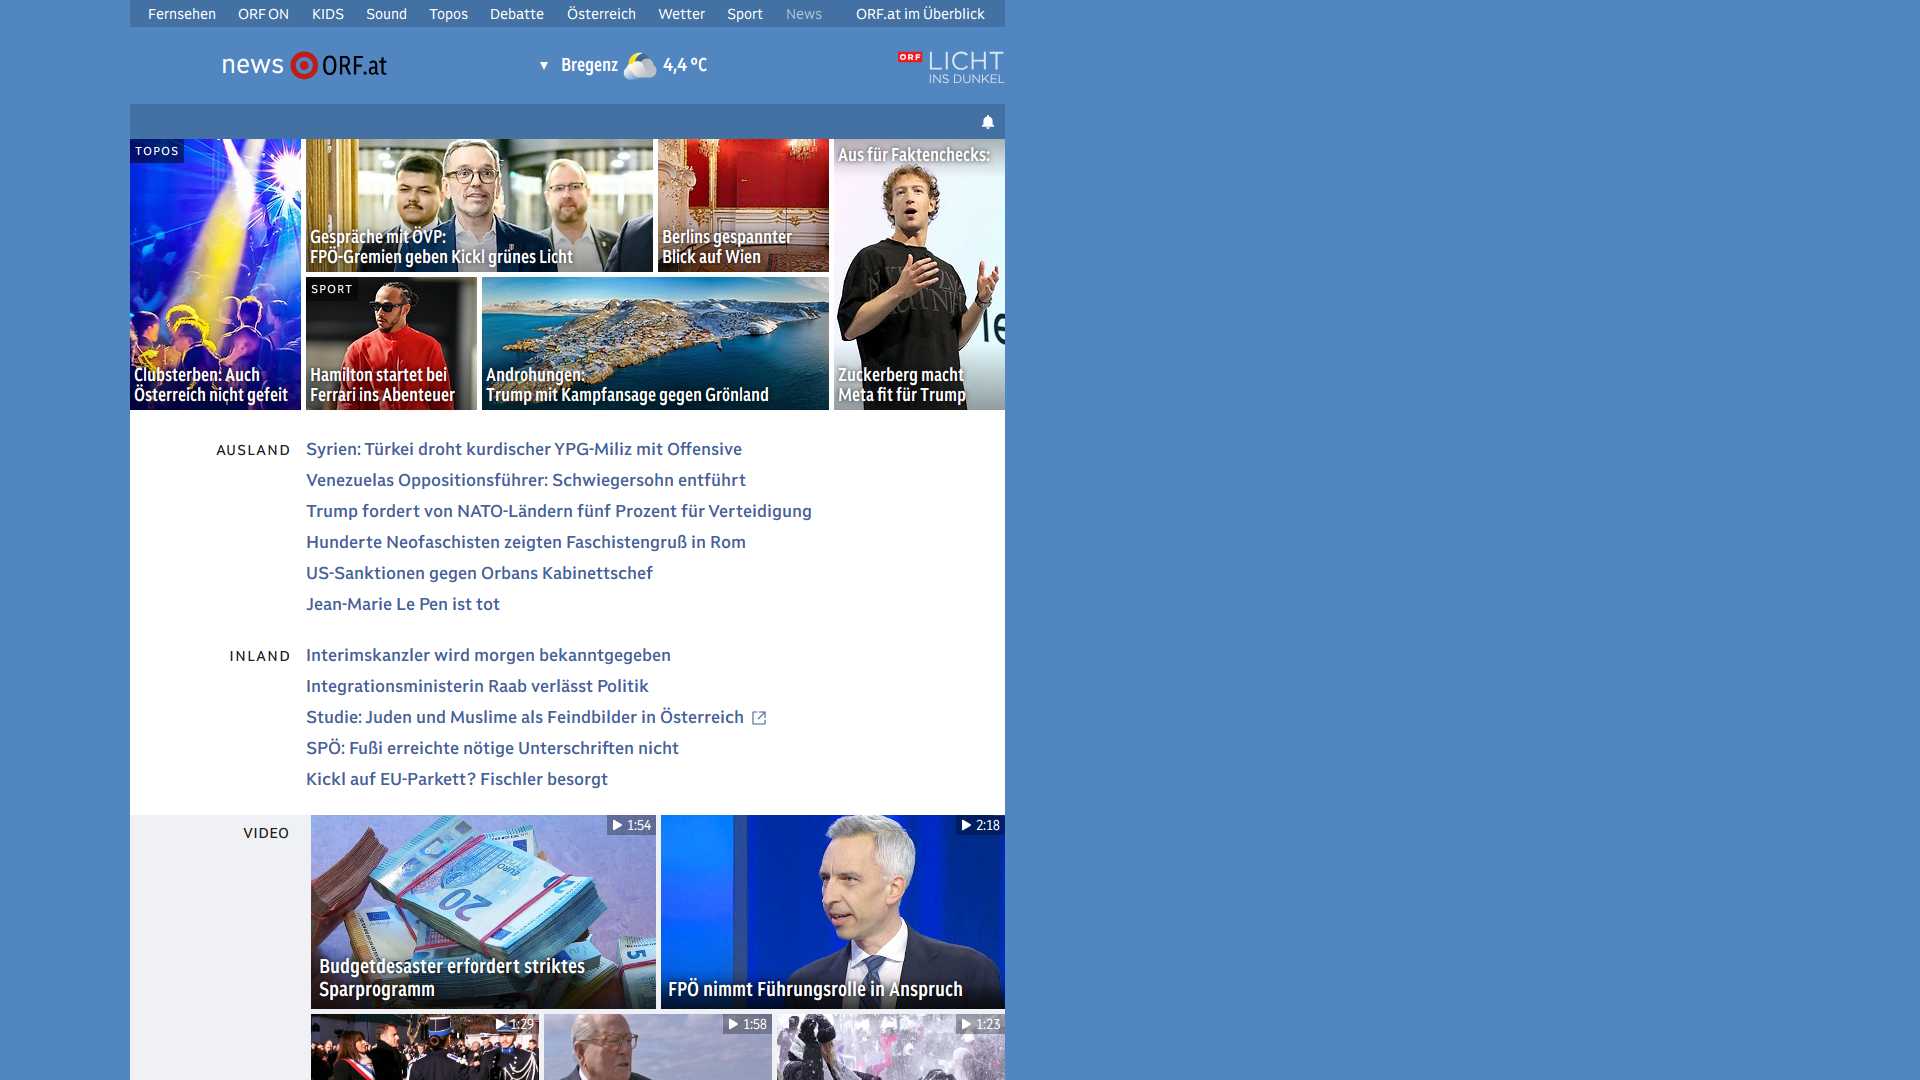 Fernsehen ORF ON KIDS Sound Topos Debatte Österreich Wetter Sport News ORF.at im Überblick
news ORF.at
Bregenz 4,4 °C
ORF LICHT
INS DUNKEL
TOPOS
Clubsterben: Auch
Österreich nicht gefeit
Gespräche mit ÖVP:
FPÖ-Gremien geben Kickl grünes Licht
Berlins gespannter
Blick auf Wien
Aus für Faktenchecks:
Zuckerberg macht
Meta fit für Trump
SPORT
Hamilton startet bei
Ferrari ins Abenteuer
Androhungen:
Trump mit Kampfansage gegen Grönland
AUSLAND
Syrien: Türkei droht kurdischer YPG-Miliz mit Offensive
Venezuelas Oppositionsführer: Schwiegersohn entführt
Trump fordert von NATO-Ländern fünf Prozent für Verteidigung
Hunderte Neofaschisten zeigten Faschistengruß in Rom
US-Sanktionen gegen Orbans Kabinettschef
Jean-Marie Le Pen ist tot
INLAND
Interimskanzler wird morgen bekanntgegeben
Integrationsministerin Raab verlässt Politik
Studie: Juden und Muslime als Feindbilder in Österreich
SPÖ: Fußi erreichte nötige Unterschriften nicht
Kickl auf EU-Parkett? Fischler besorgt
VIDEO
1:54
20
EURO
5
Budgetdesaster erfordert striktes
Sparprogramm
2:18
FPÖ nimmt Führungsrolle in Anspruch
1:29
1:58
1:23